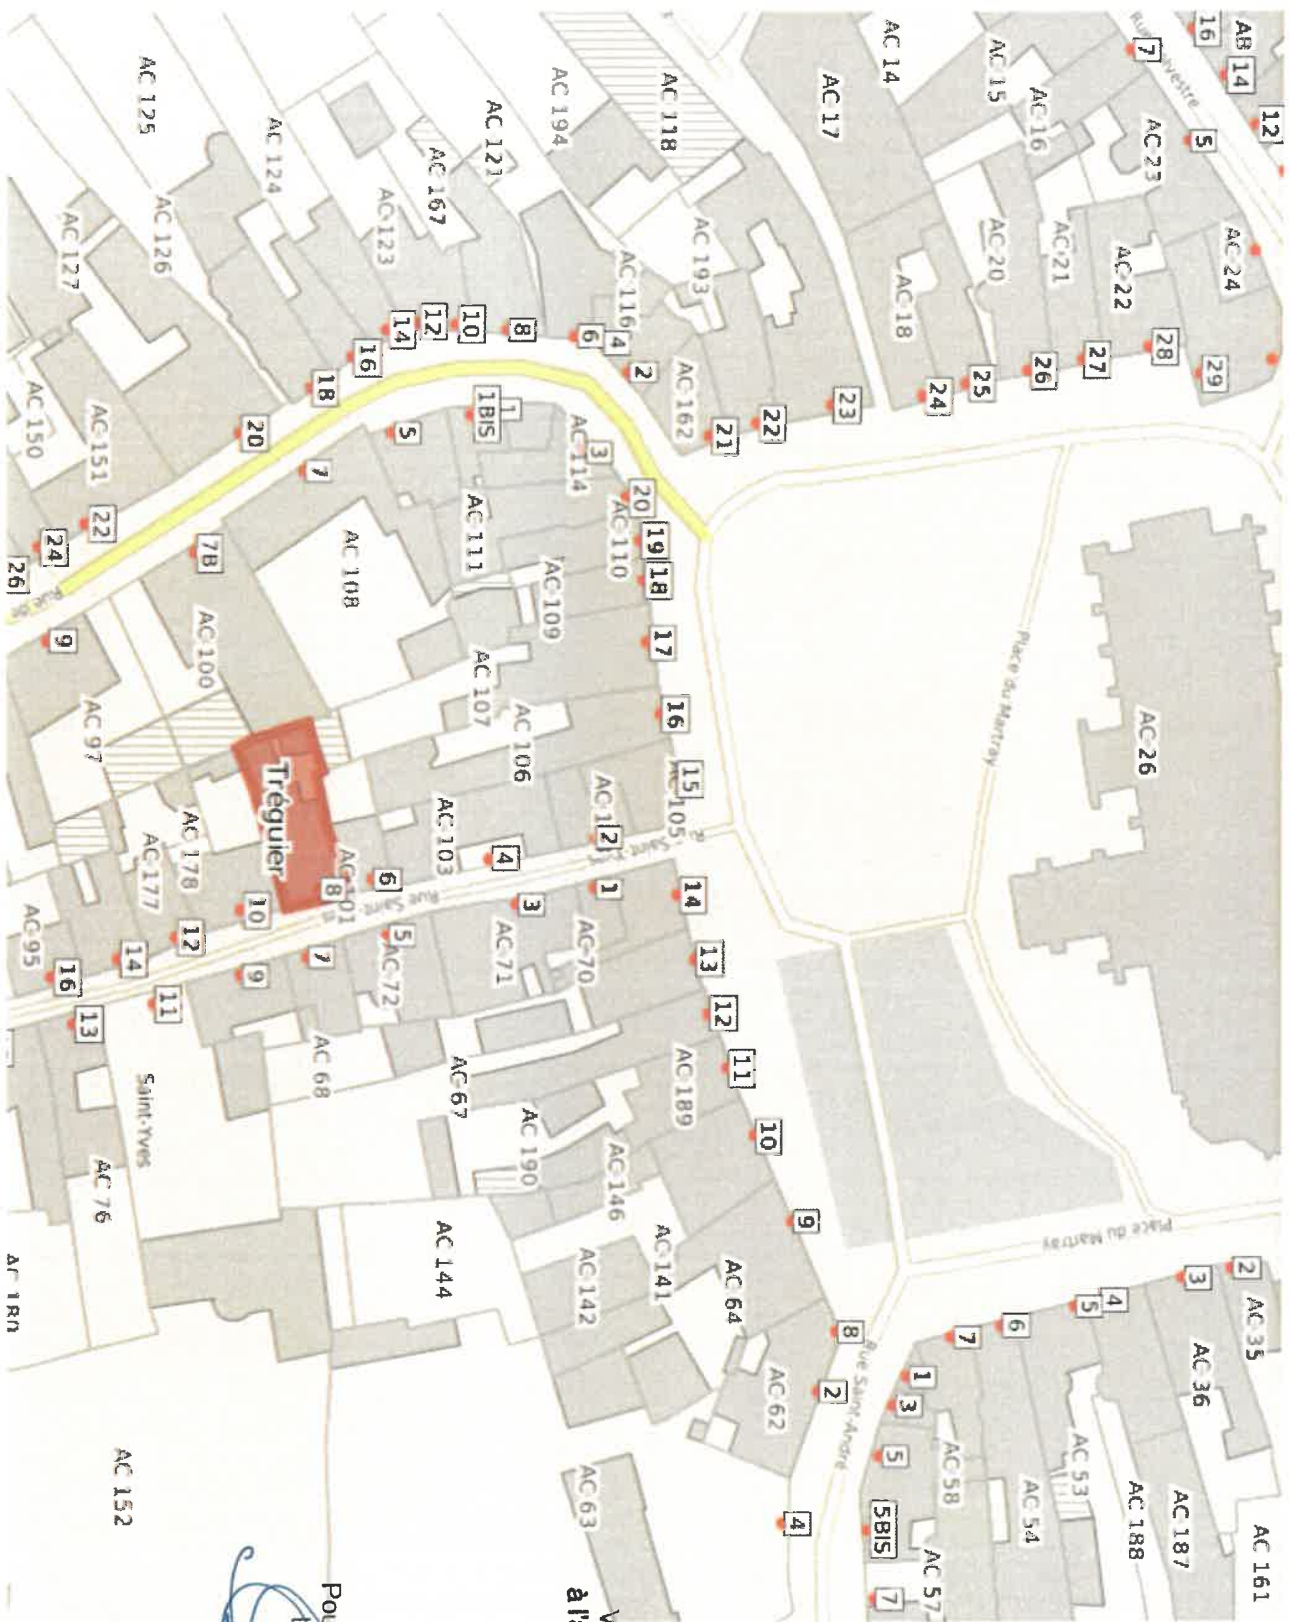 16
AB 14
12
7
5
AC 14
AC 15
AC 16
AC 23
AC 17
AC 24
AC 22
AC 21
AC 20
AC 18
AC 118
AC 194
AC 121
AC 167
AC 123
AC 124
AC 125
AC 126
AC 127
AC 193
AC 116
AC 162
29
28
27
26
25
24
23
22
21
2
4
6
8
10
12
14
16
18
20
22
24
26
AC 150
AC 151
1
1BIS
3
5
7
7B
9
AC 114
AC 111
AC 110
AC 109
AC 108
AC 107
AC 106
AC 100
AC 97
20
19
18
17
16
15
14
13
12
11
10
9
8
Place du Martray
AC 26
Place du Martray
2
4
6
8
10
12
14
16
AC 103
Tréguier
AC 178
AC 177
AC 95
Rue Saint-Yves
Rue Saint-
1
3
5
7
9
11
13
AC 70
AC 71
AC 72
AC 68
AC 67
AC 189
AC 190
AC 146
AC 141
AC 142
AC 144
AC 76
Saint-Yves
AC 180
AC 152
AC 64
AC 62
AC 63
2
4
Rue Saint-André
2
3
4
5
6
7
1
3
5
5BIS
7
AC 35
AC 36
AC 53
AC 54
AC 58
AC 57
AC 188
AC 187
AC 161
à l'
Pou